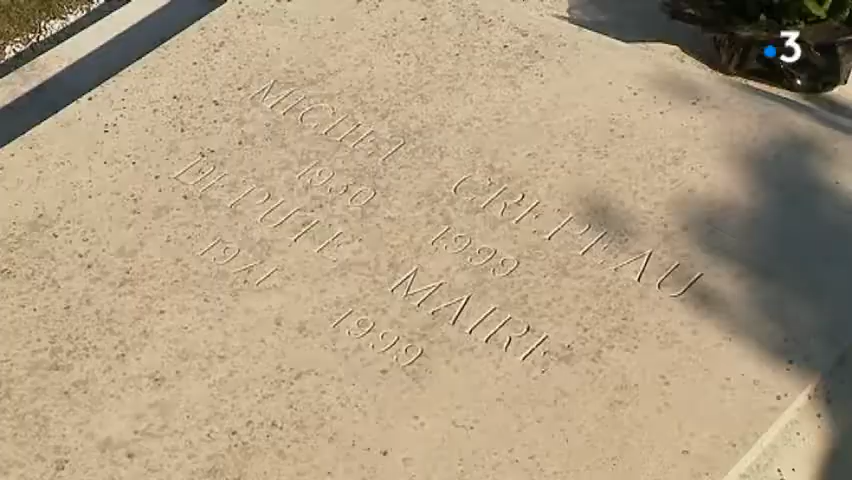 MICHEL CREPEAU
1930 1999
DEPUTE MAIRE
1971 1999
3